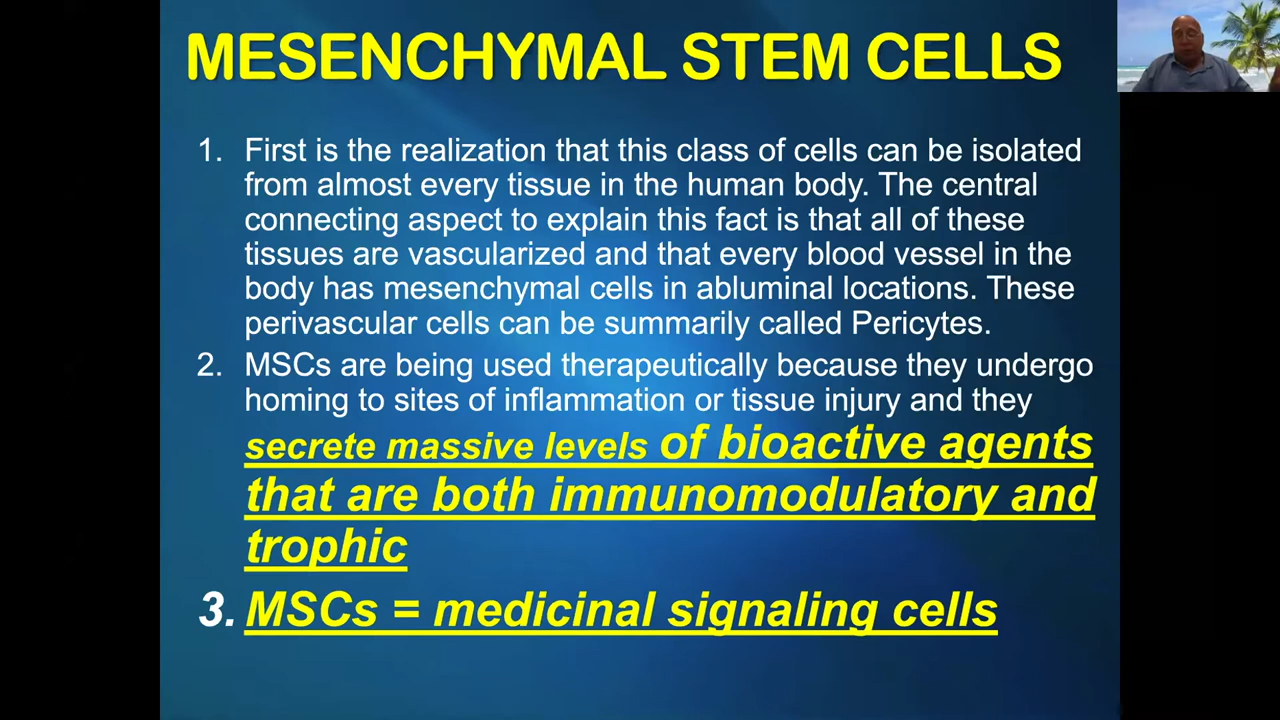 MESENCHYMAL STEM CELLS
1. First is the realization that this class of cells can be isolated
from almost every tissue in the human body. The central
connecting aspect to explain this fact is that all of these
tissues are vascularized and that every blood vessel in the
body has mesenchymal cells in abluminal locations. These
perivascular cells can be summarily called Pericytes.
2. MSCs are being used therapeutically because they undergo
homing to sites of inflammation or tissue injury and they
secrete massive levels of bioactive agents
that are both immunomodulatory and
trophic
3. MSCs = medicinal signaling cells